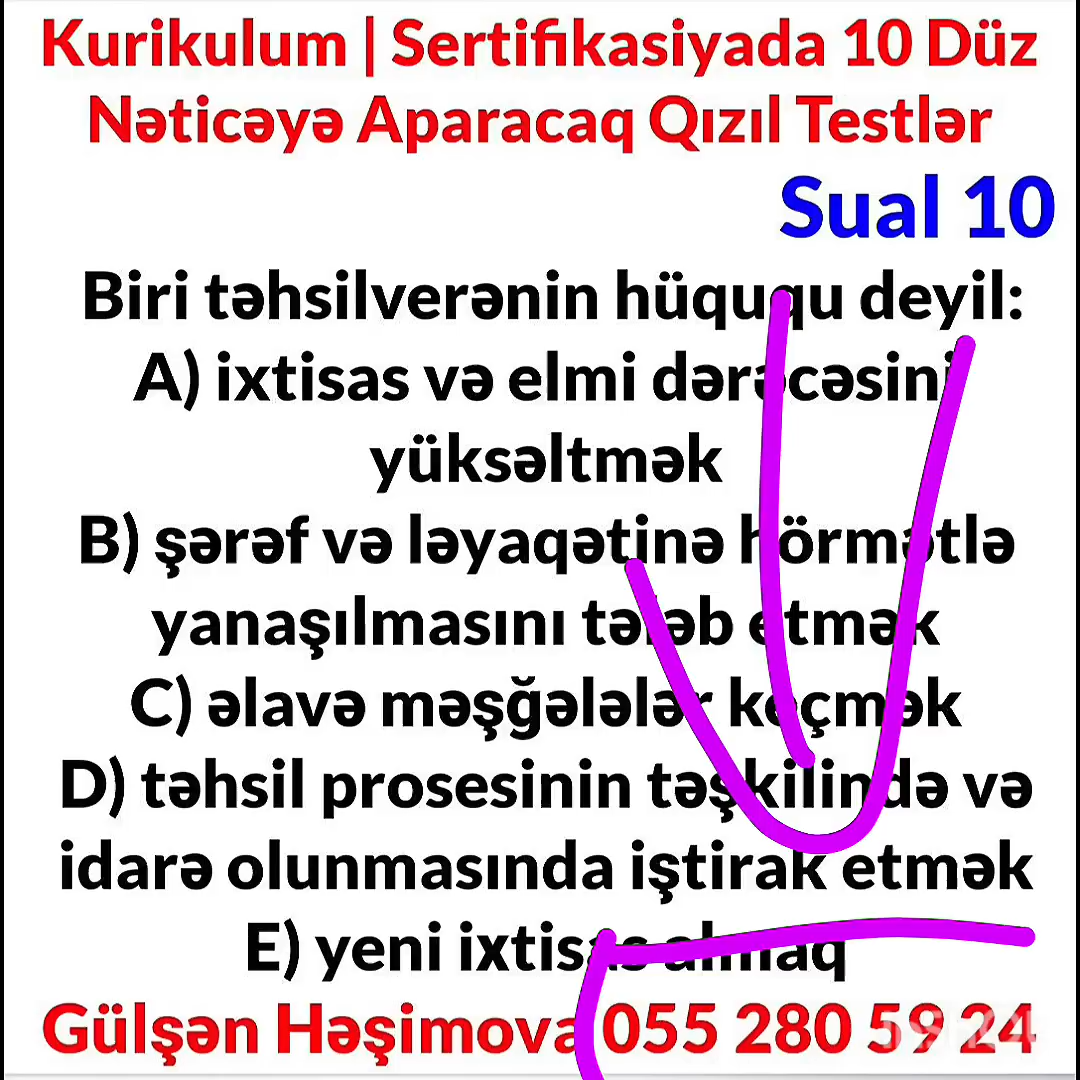 Kurikulum | Sertifikasiyada 10 Düz
Nəticəyə Aparacaq Qızıl Testlər
Sual 10
Biri təhsilverənin hüququ deyil:
A) ixtisas və elmi dərəcəsini
yüksəltmək
B) şərəf və ləyaqətinə hörmətlə
yanaşılmasını tələb etmək
C) əlavə məşğələlər keçmək
D) təhsil prosesinin təşkilində və
idarə olunmasında iştirak etmək
E) yeni ixtisas almaq
Gülşən Həşimova 055 280 59 24